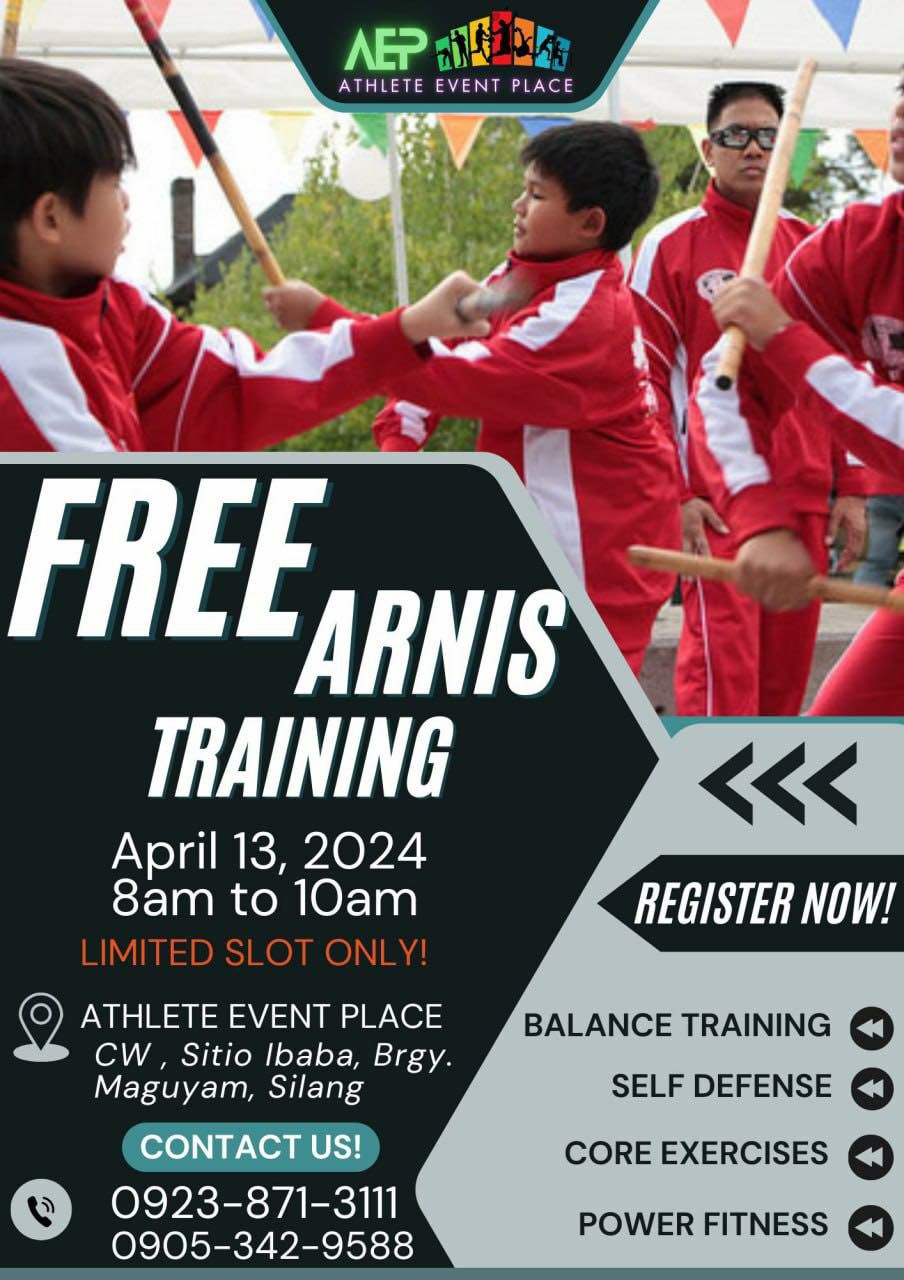 AEP
ATHLETE EVENT PLACE
FREE
ARNIS
TRAINING
April 13, 2024
8am to 10am
LIMITED SLOT ONLY!
ATHLETE EVENT PLACE
CW , Sitio Ibaba, Brgy.
Maguyam, Silang
CONTACT US!
0923-871-3111
0905-342-9588
REGISTER NOW!
BALANCE TRAINING
SELF DEFENSE
CORE EXERCISES
POWER FITNESS